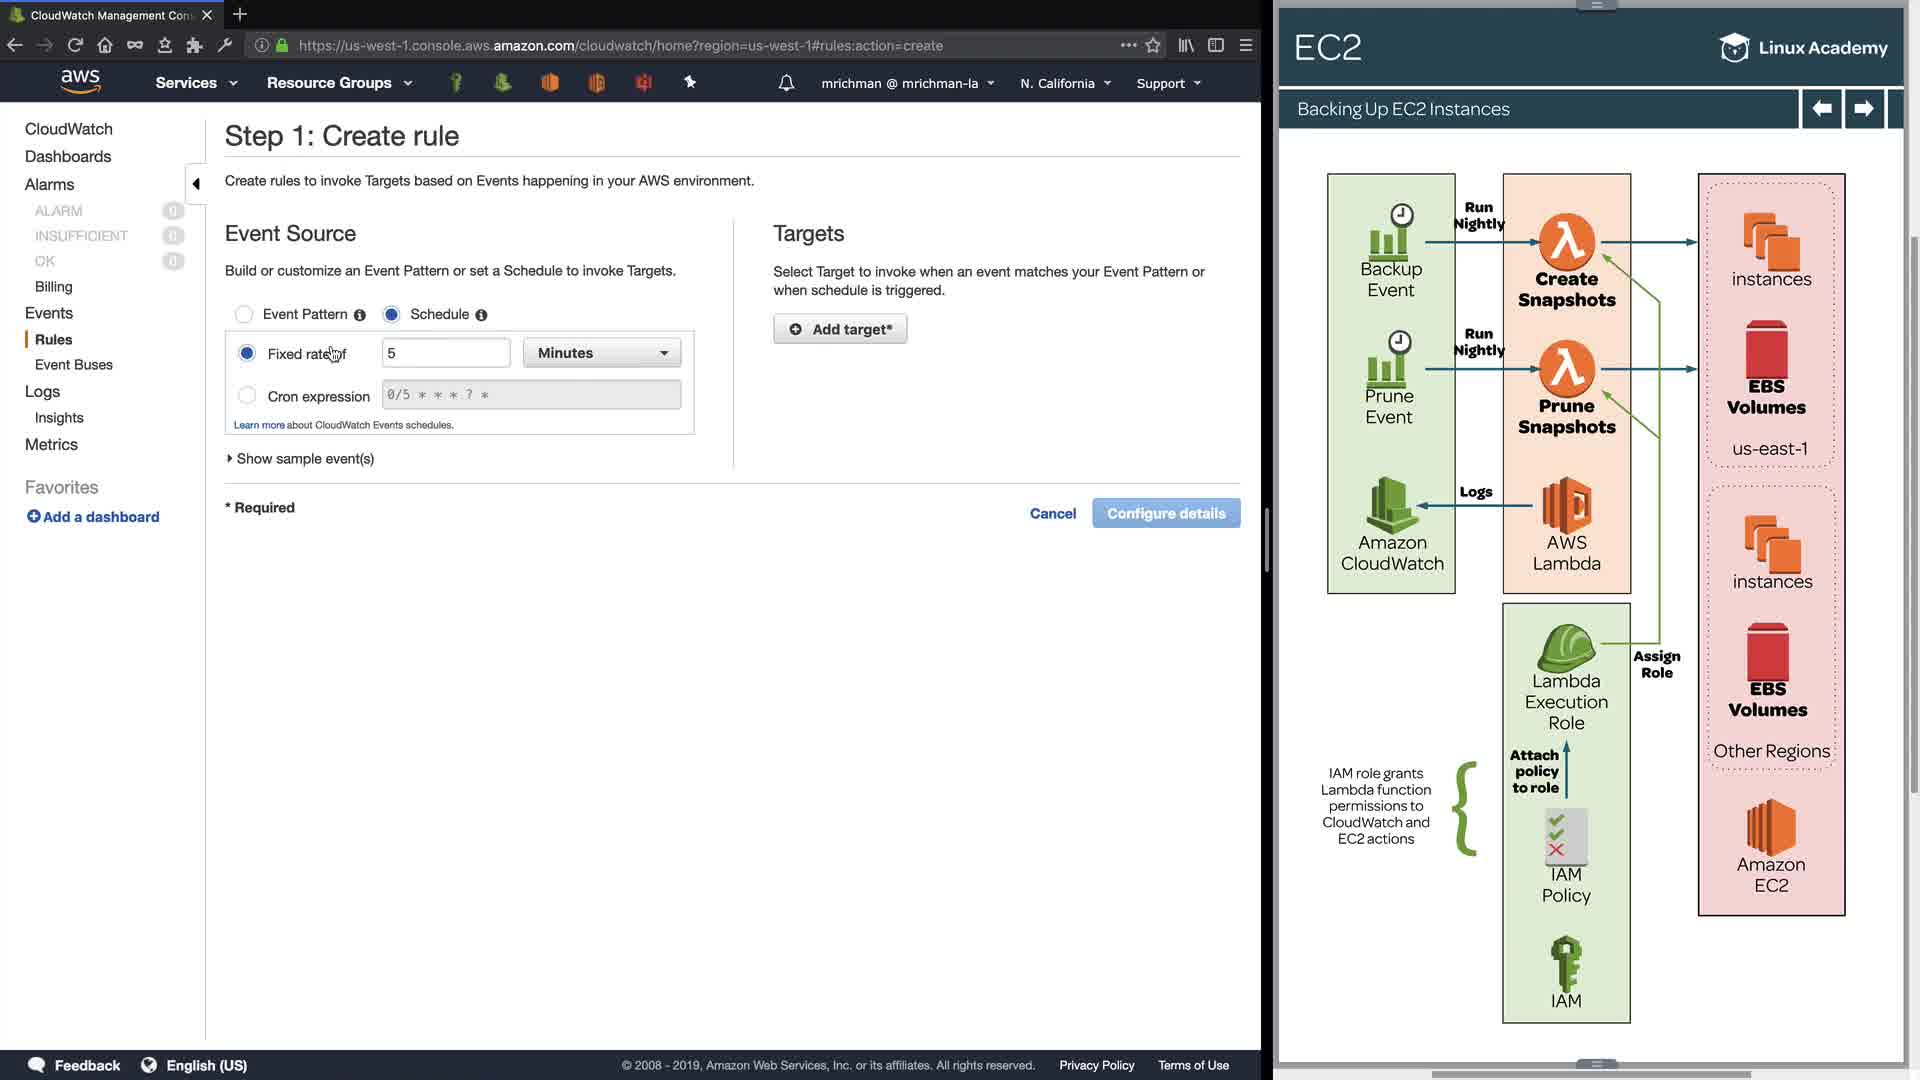 CloudWatch Management Con
https://us-west-1.console.aws.amazon.com/cloudwatch/home?region=us-west-1#rules:action=create
aws
Services
Resource Groups
mrichman @ mrichman-la
N. California
Support
CloudWatch
Dashboards
Alarms
ALARM 0
INSUFFICIENT 0
OK 0
Billing
Events
Rules
Event Buses
Logs
Insights
Metrics
Favorites
Add a dashboard
Step 1: Create rule
Create rules to invoke Targets based on Events happening in your AWS environment.
Event Source
Build or customize an Event Pattern or set a Schedule to invoke Targets.
Event Pattern
Schedule
Fixed rate of
5
Minutes
Cron expression
0/5 * * * ? *
Learn more about CloudWatch Events schedules.
Show sample event(s)
Targets
Select Target to invoke when an event matches your Event Pattern or
when schedule is triggered.
Add target*
* Required
Cancel
Configure details
Feedback
English (US)
© 2008 - 2019, Amazon Web Services, Inc. or its affiliates. All rights reserved.
Privacy Policy
Terms of Use
EC2
Linux Academy
Backing Up EC2 Instances
Backup
Event
Run
Nightly
Create
Snapshots
instances
Prune
Event
Run
Nightly
Prune
Snapshots
EBS
Volumes
us-east-1
Amazon
CloudWatch
Logs
AWS
Lambda
instances
EBS
Volumes
Other Regions
Amazon
EC2
Lambda
Execution
Role
Assign
Role
Attach
policy
to role
IAM role grants
Lambda function
permissions to
CloudWatch and
EC2 actions
IAM
Policy
IAM